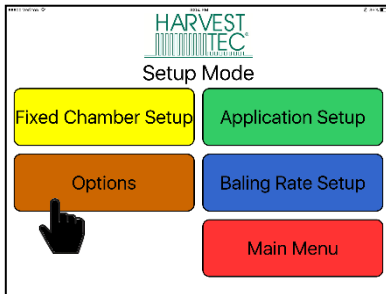 HARVEST
TEC®
Setup Mode
Fixed Chamber Setup
Application Setup
Options
Baling Rate Setup
Main Menu